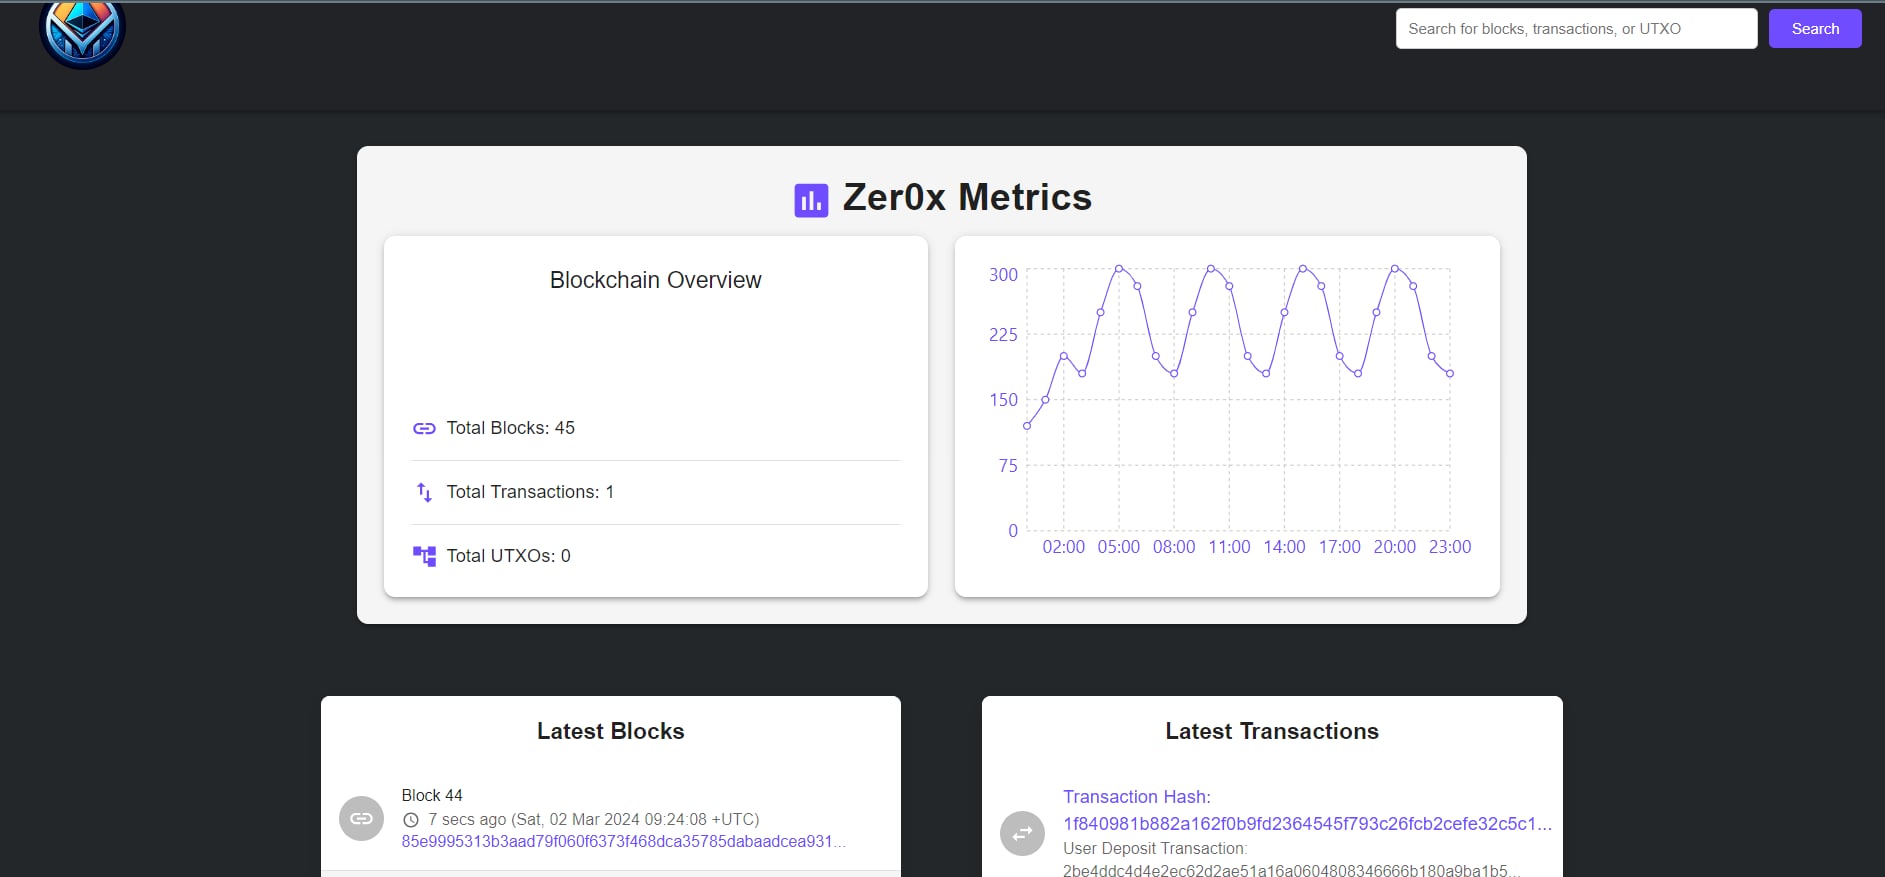 Search for blocks, transactions, or UTXO
Search
Zer0x Metrics
Blockchain Overview
Total Blocks: 45
Total Transactions: 1
Total UTXOs: 0
300
225
150
75
0
02:00 05:00 08:00 11:00 14:00 17:00 20:00 23:00
Latest Blocks
Block 44
7 secs ago (Sat, 02 Mar 2024 09:24:08 +UTC)
85e9995313b3aad79f060f6373f468dca35785dabaadcea931...
Latest Transactions
Transaction Hash:
1f840981b882a162f0b9fd2364545f793c26fcb2cefe32c5c1...
User Deposit Transaction:
2be4ddc4d4e2ec62d2ae51a16a0604808346666b180a9ba1b5...